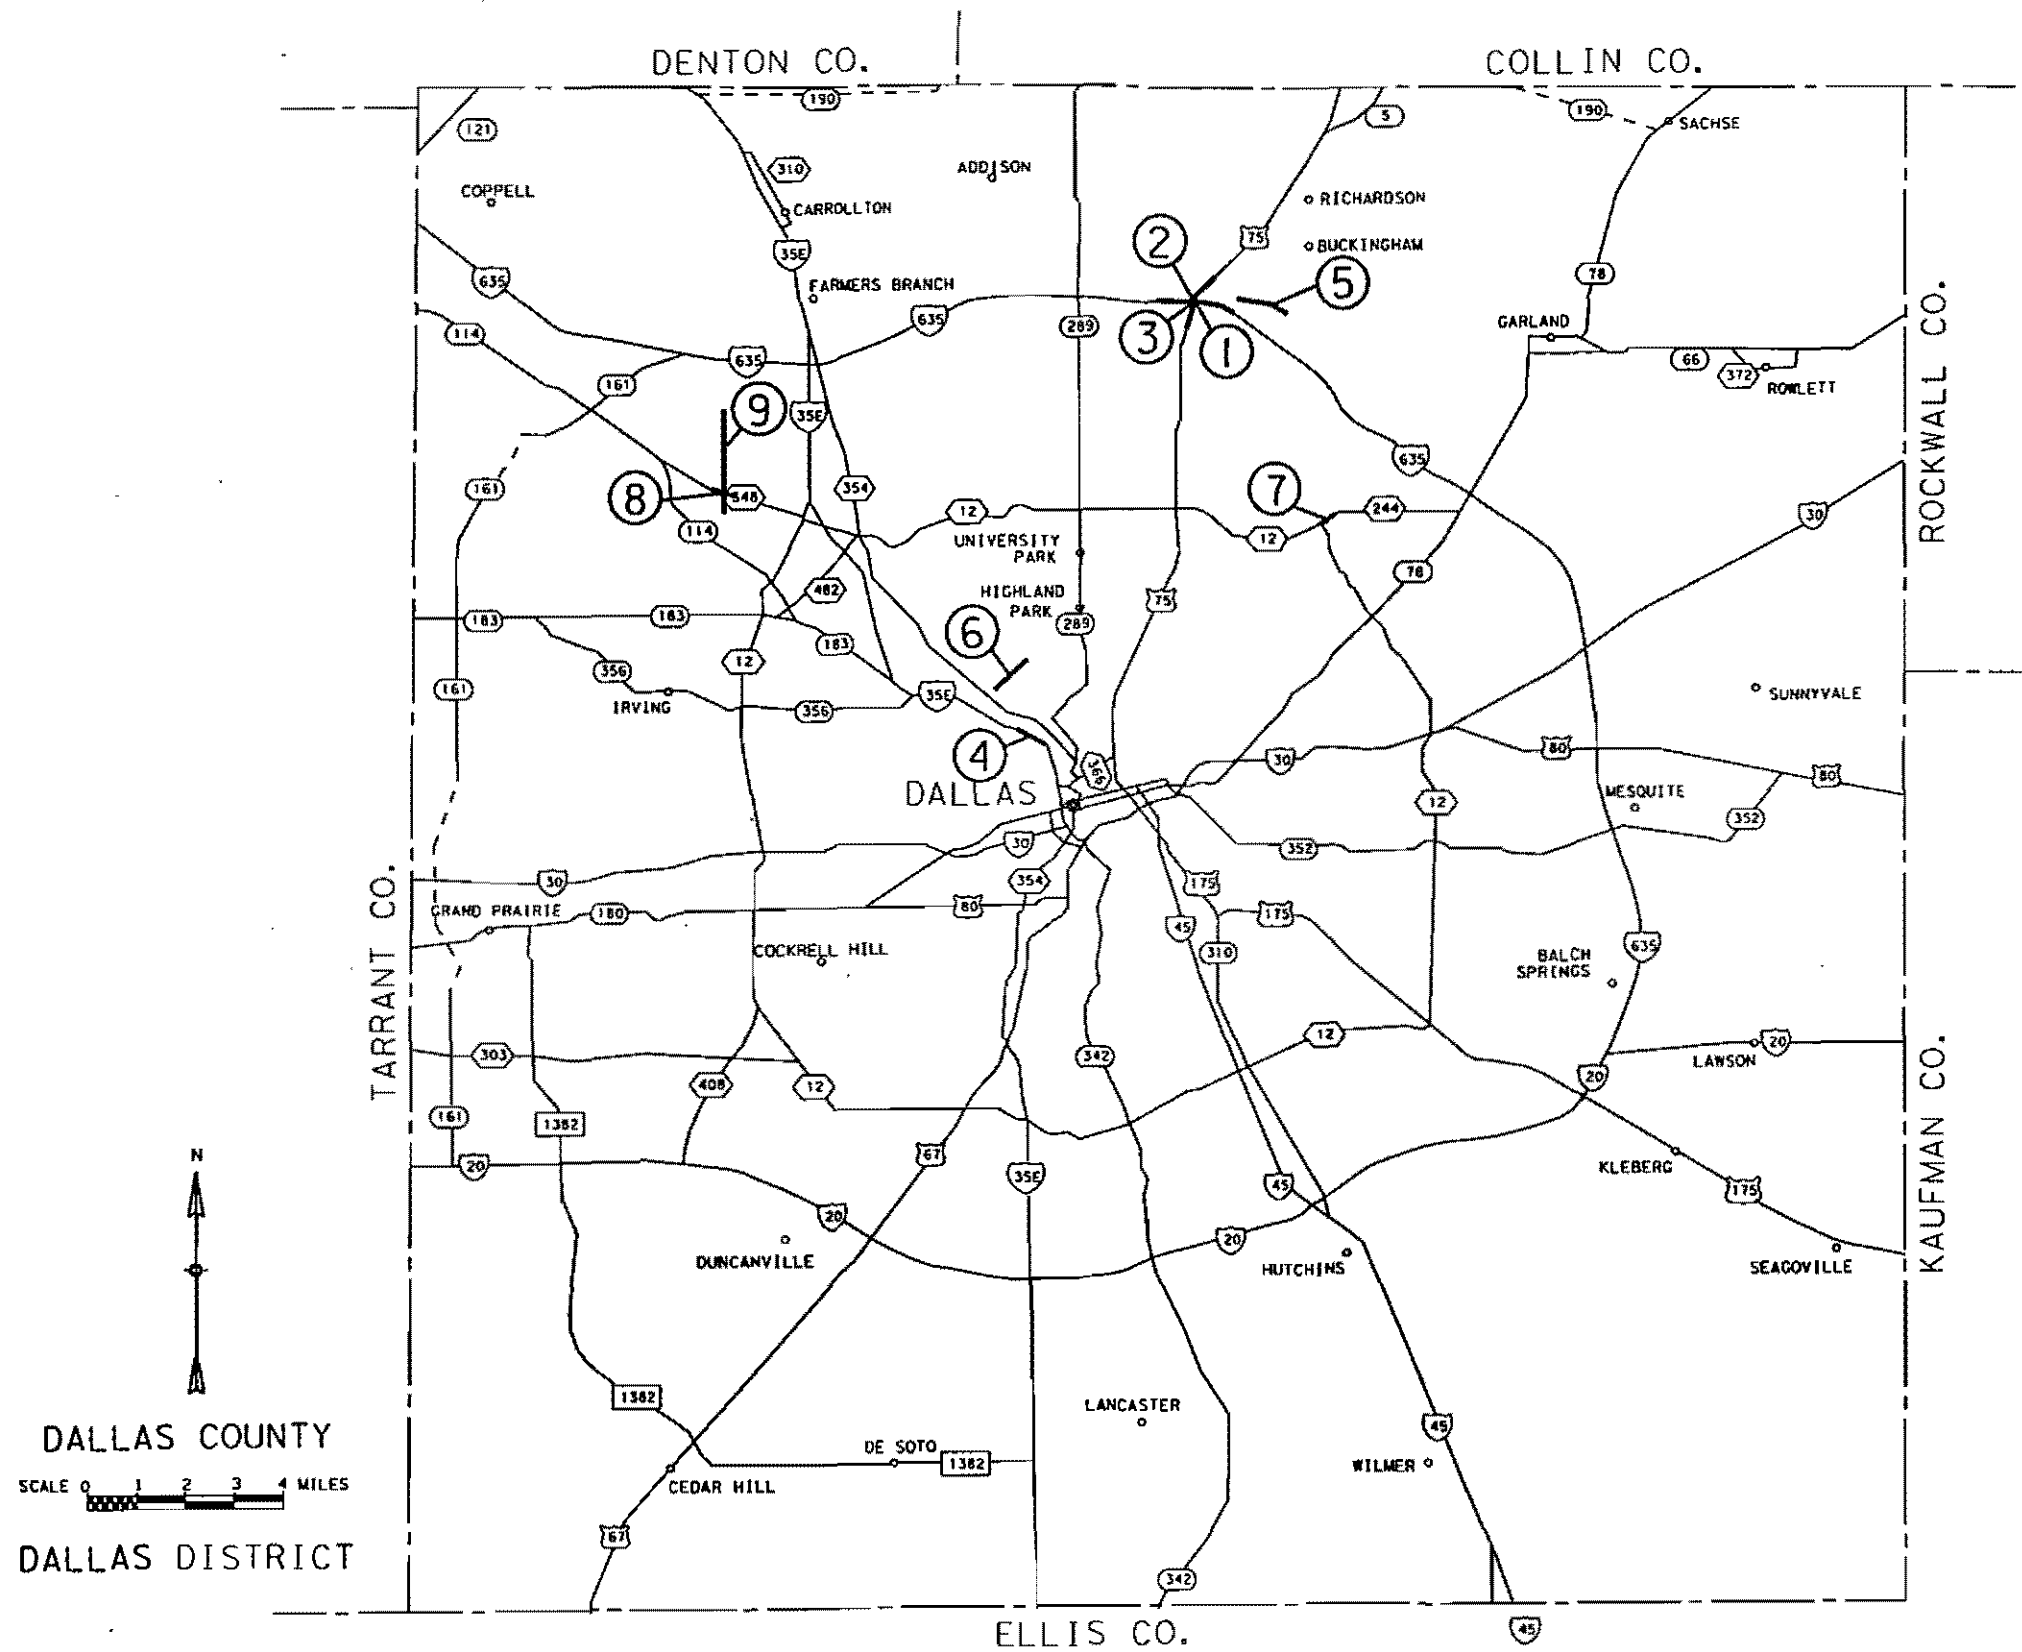 DENTON CO.
COLLIN CO.
190
121
5
190
SACHSE
310
ADDISON
COPPELL
CARROLLTON
RICHARDSON
2
75
BUCKINGHAM
35E
635
FARMERS BRANCH
5
78
114
635
289
3
1
GARLAND
635
66
372
ROWLETT
161
9
35E
ROCKWALL CO.
635
161
8
348
354
7
12
244
30
114
UNIVERSITY
PARK
12
78
482
HIGHLAND
PARK
75
183
183
6
289
183
12
356
161
35E
SUNNYVALE
IRVING
356
4
80
30
366
80
DALLAS
MESQUITE
12
352
30
352
354
30
175
GRAND PRAIRIE
180
80
175
TARRANT CO.
45
COCKRELL HILL
310
635
BALCH
SPRINGS
12
303
342
20
LAWSON
408
12
20
161
1382
KAUFMAN CO.
N
67
20
35E
45
KLEBERG
175
20
20
DUNCANVILLE
HUTCHINS
SEAGOVILLE
1382
LANCASTER
45
DALLAS COUNTY
DE SOTO
1382
WILMER
SCALE 0 1 2 3 4 MILES
CEDAR HILL
67
DALLAS DISTRICT
342
ELLIS CO.
45